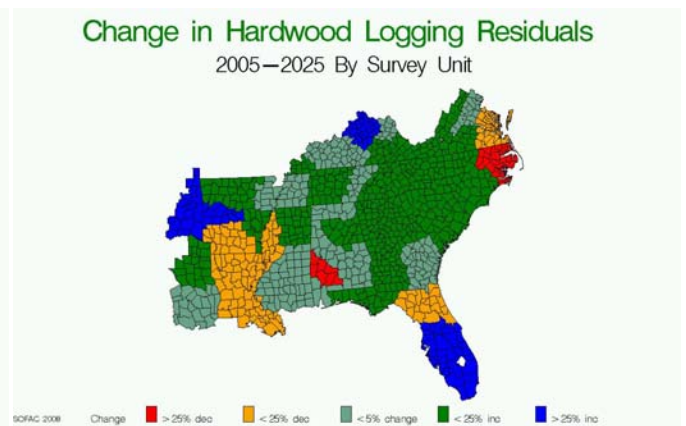 Change in Hardwood Logging Residuals
2005—2025 By Survey Unit
SOFAC 2008 Change >25% dec <25% dec <5% change <25% inc >25% inc